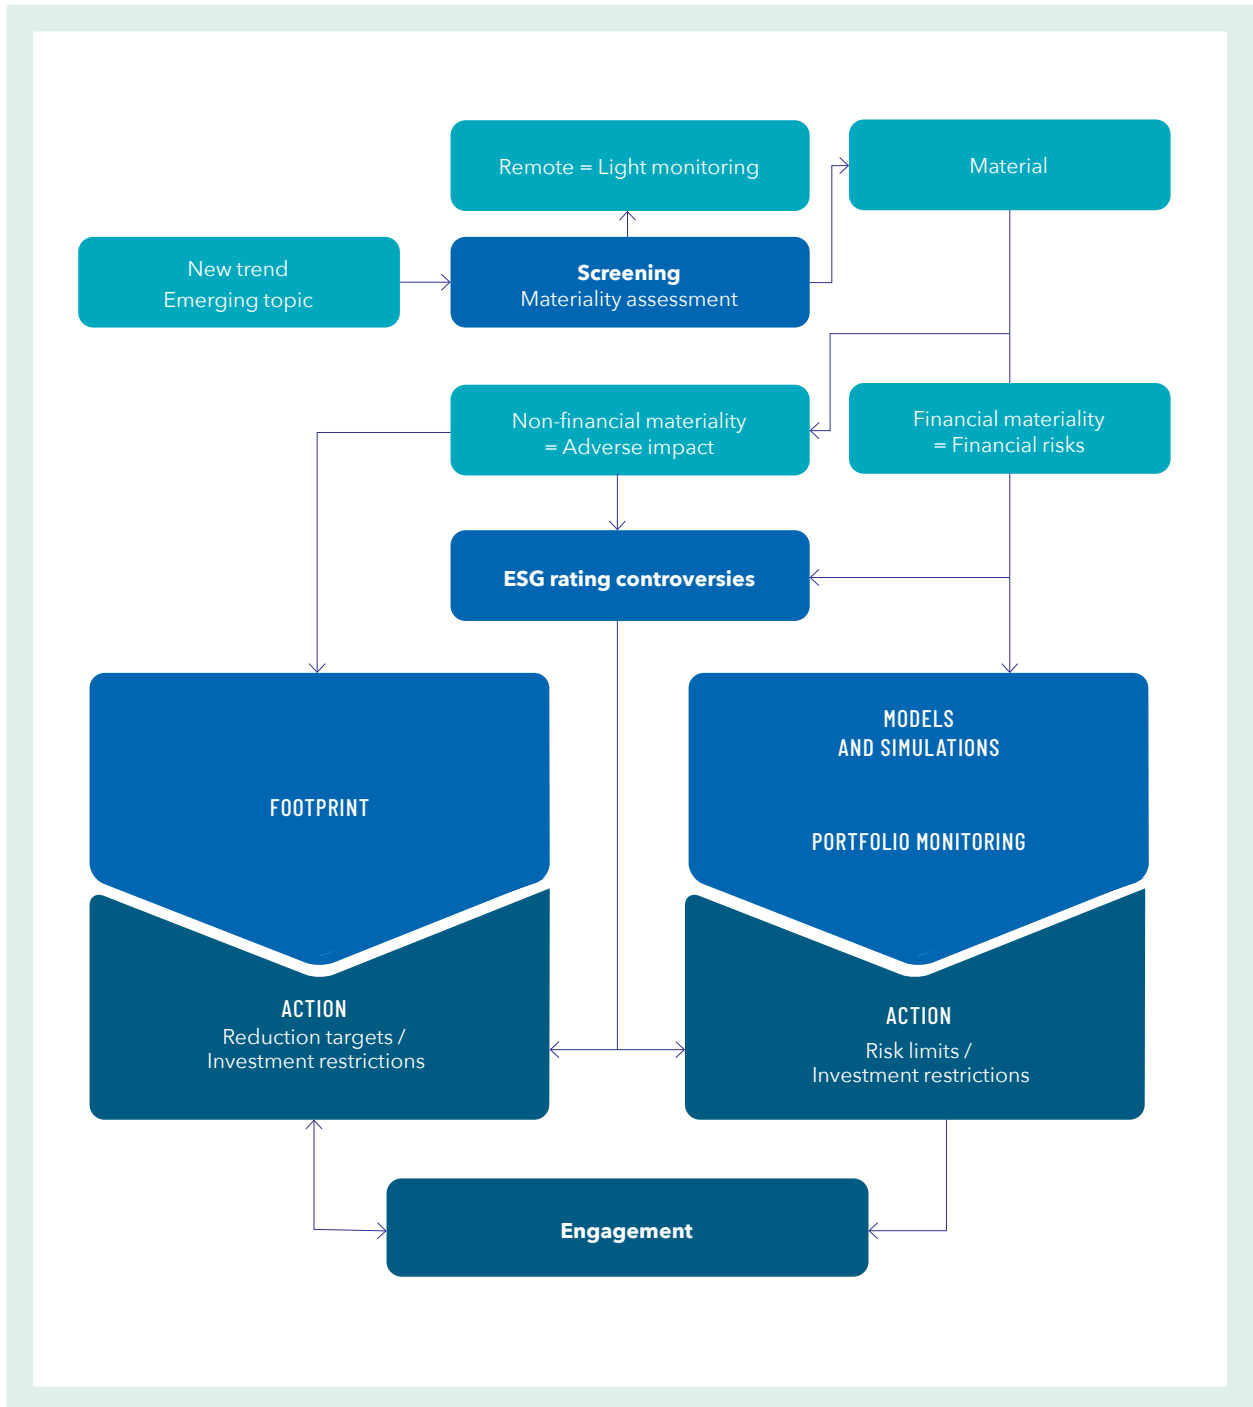 Remote = Light monitoring
Material
New trend
Emerging topic
Screening
Materiality assessment
Non-financial materiality
= Adverse impact
Financial materiality
= Financial risks
ESG rating controversies
FOOTPRINT
MODELS
AND SIMULATIONS
PORTFOLIO MONITORING
ACTION
Reduction targets /
Investment restrictions
ACTION
Risk limits /
Investment restrictions
Engagement